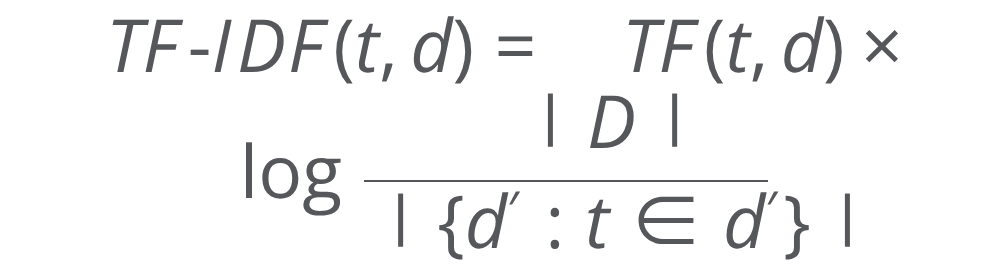 TF-IDF(t, d) = TF(t, d) ×
| D |
log
| {d′ : t ∈ d′} |